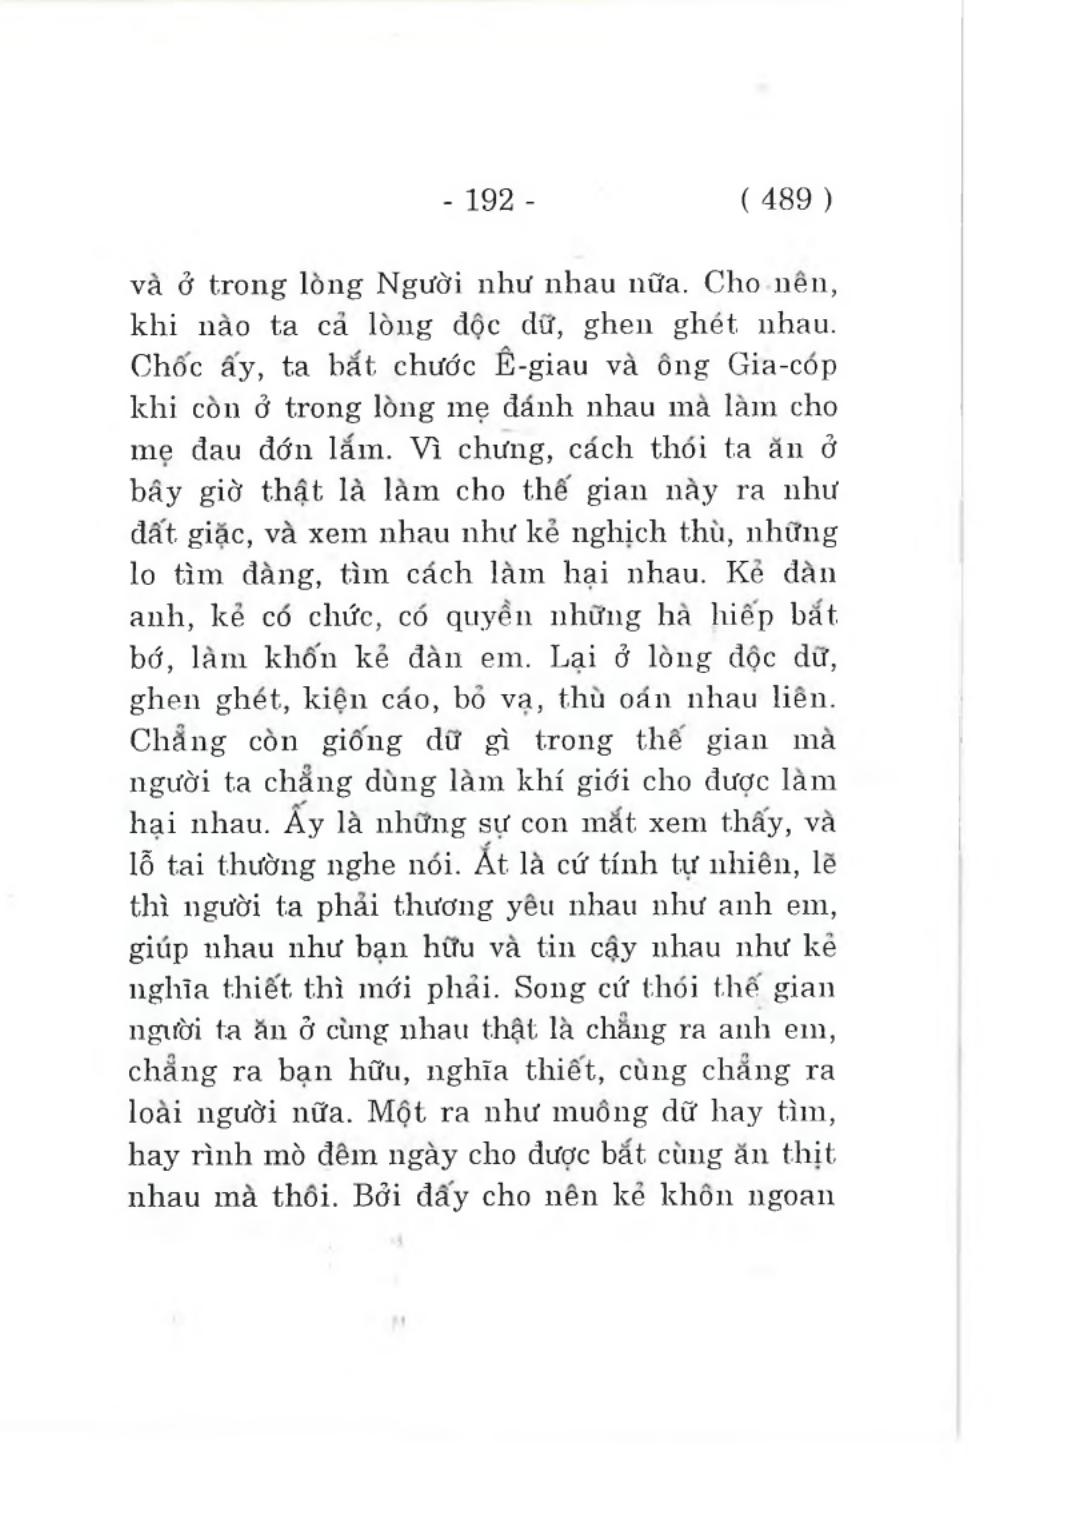 - 192 - ( 489 )
và ở trong lòng Người như nhau nữa. Cho nên,
khi nào ta cả lòng độc dữ, ghen ghét nhau.
Chốc ấy, ta bắt chước Ê-giau và ông Gia-cóp
khi còn ở trong lòng mẹ đánh nhau mà làm cho
mẹ đau đớn lắm. Vì chưng, cách thói ta ăn ở
bây giờ thật là làm cho thế gian này ra như
đất giặc, và xem nhau như kẻ nghịch thù, những
lo tìm đàng, tìm cách làm hại nhau. Kẻ đàn
anh, kẻ có chức, có quyền những hà hiếp bắt
bớ, làm khốn kẻ đàn em. Lại ở lòng độc dữ,
ghen ghét, kiện cáo, bỏ vạ, thù oán nhau liên.
Chẳng còn giống dữ gì trong thế gian mà
người ta chẳng dùng làm khí giới cho được làm
hại nhau. Ấy là những sự con mắt xem thấy, và
lỗ tai thường nghe nói. Ắt là cứ tính tự nhiên, lẽ
thì người ta phải thương yêu nhau như anh em,
giúp nhau như bạn hữu và tin cậy nhau như kẻ
nghĩa thiết thì mới phải. Song cứ thói thế gian
người ta ăn ở cùng nhau thật là chẳng ra anh em,
chẳng ra bạn hữu, nghĩa thiết, cùng chẳng ra
loài người nữa. Một ra như muông dữ hay tìm,
hay rình mò đêm ngày cho được bắt cùng ăn thịt
nhau mà thôi. Bởi đấy cho nên kẻ khôn ngoan